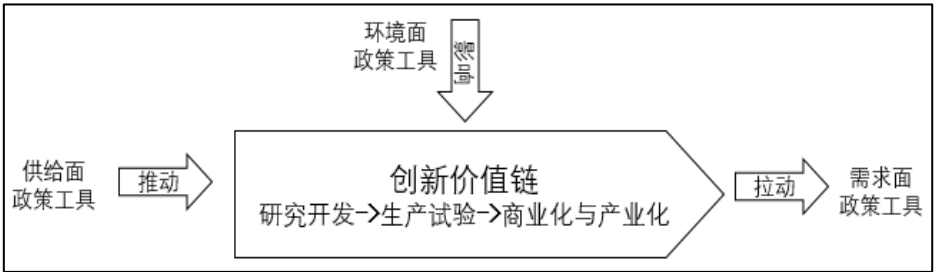 环境面
政策工具
影响
供给面
政策工具
推动
创新价值链
研究开发->生产试验->商业化与产业化
拉动
需求面
政策工具